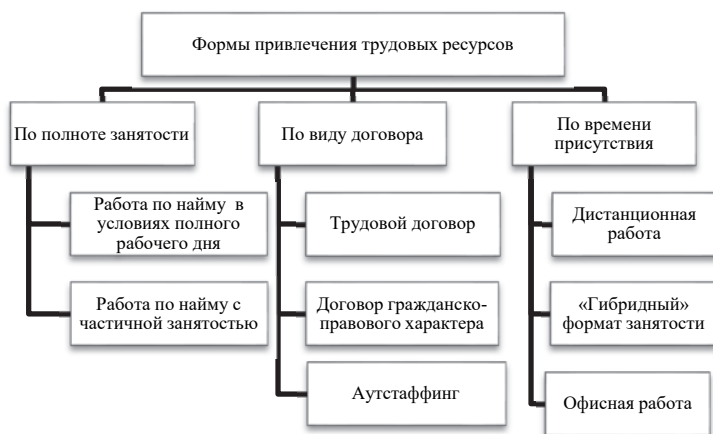 Формы привлечения трудовых ресурсов
По полноте занятости
По виду договора
По времени
присутствия
Работа по найму в
условиях полного
рабочего дня
Трудовой договор
Дистанционная
работа
Работа по найму с
частичной занятостью
Договор гражданско-
правового характера
«Гибридный»
формат занятости
Аутстаффинг
Офисная работа